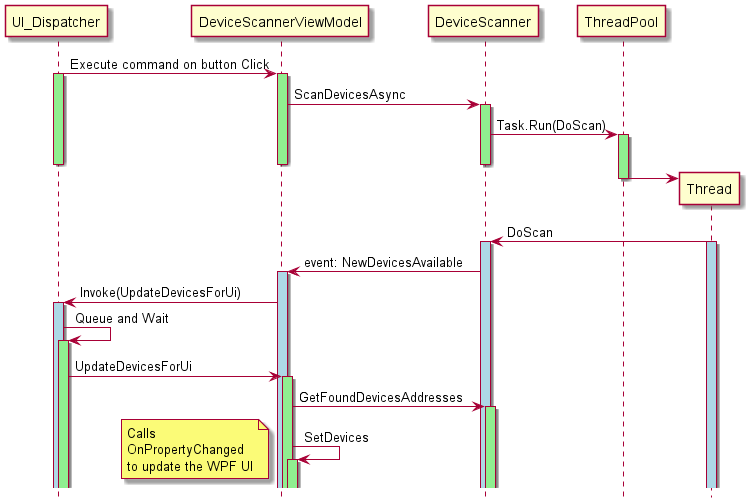 UI_Dispatcher
DeviceScannerViewModel
DeviceScanner
ThreadPool
Execute command on button Click
ScanDevicesAsync
Task.Run(DoScan)
Thread
DoScan
event: NewDevicesAvailable
Invoke(UpdateDevicesForUi)
Queue and Wait
UpdateDevicesForUi
GetFoundDevicesAddresses
Calls
OnPropertyChanged
to update the WPF UI
SetDevices